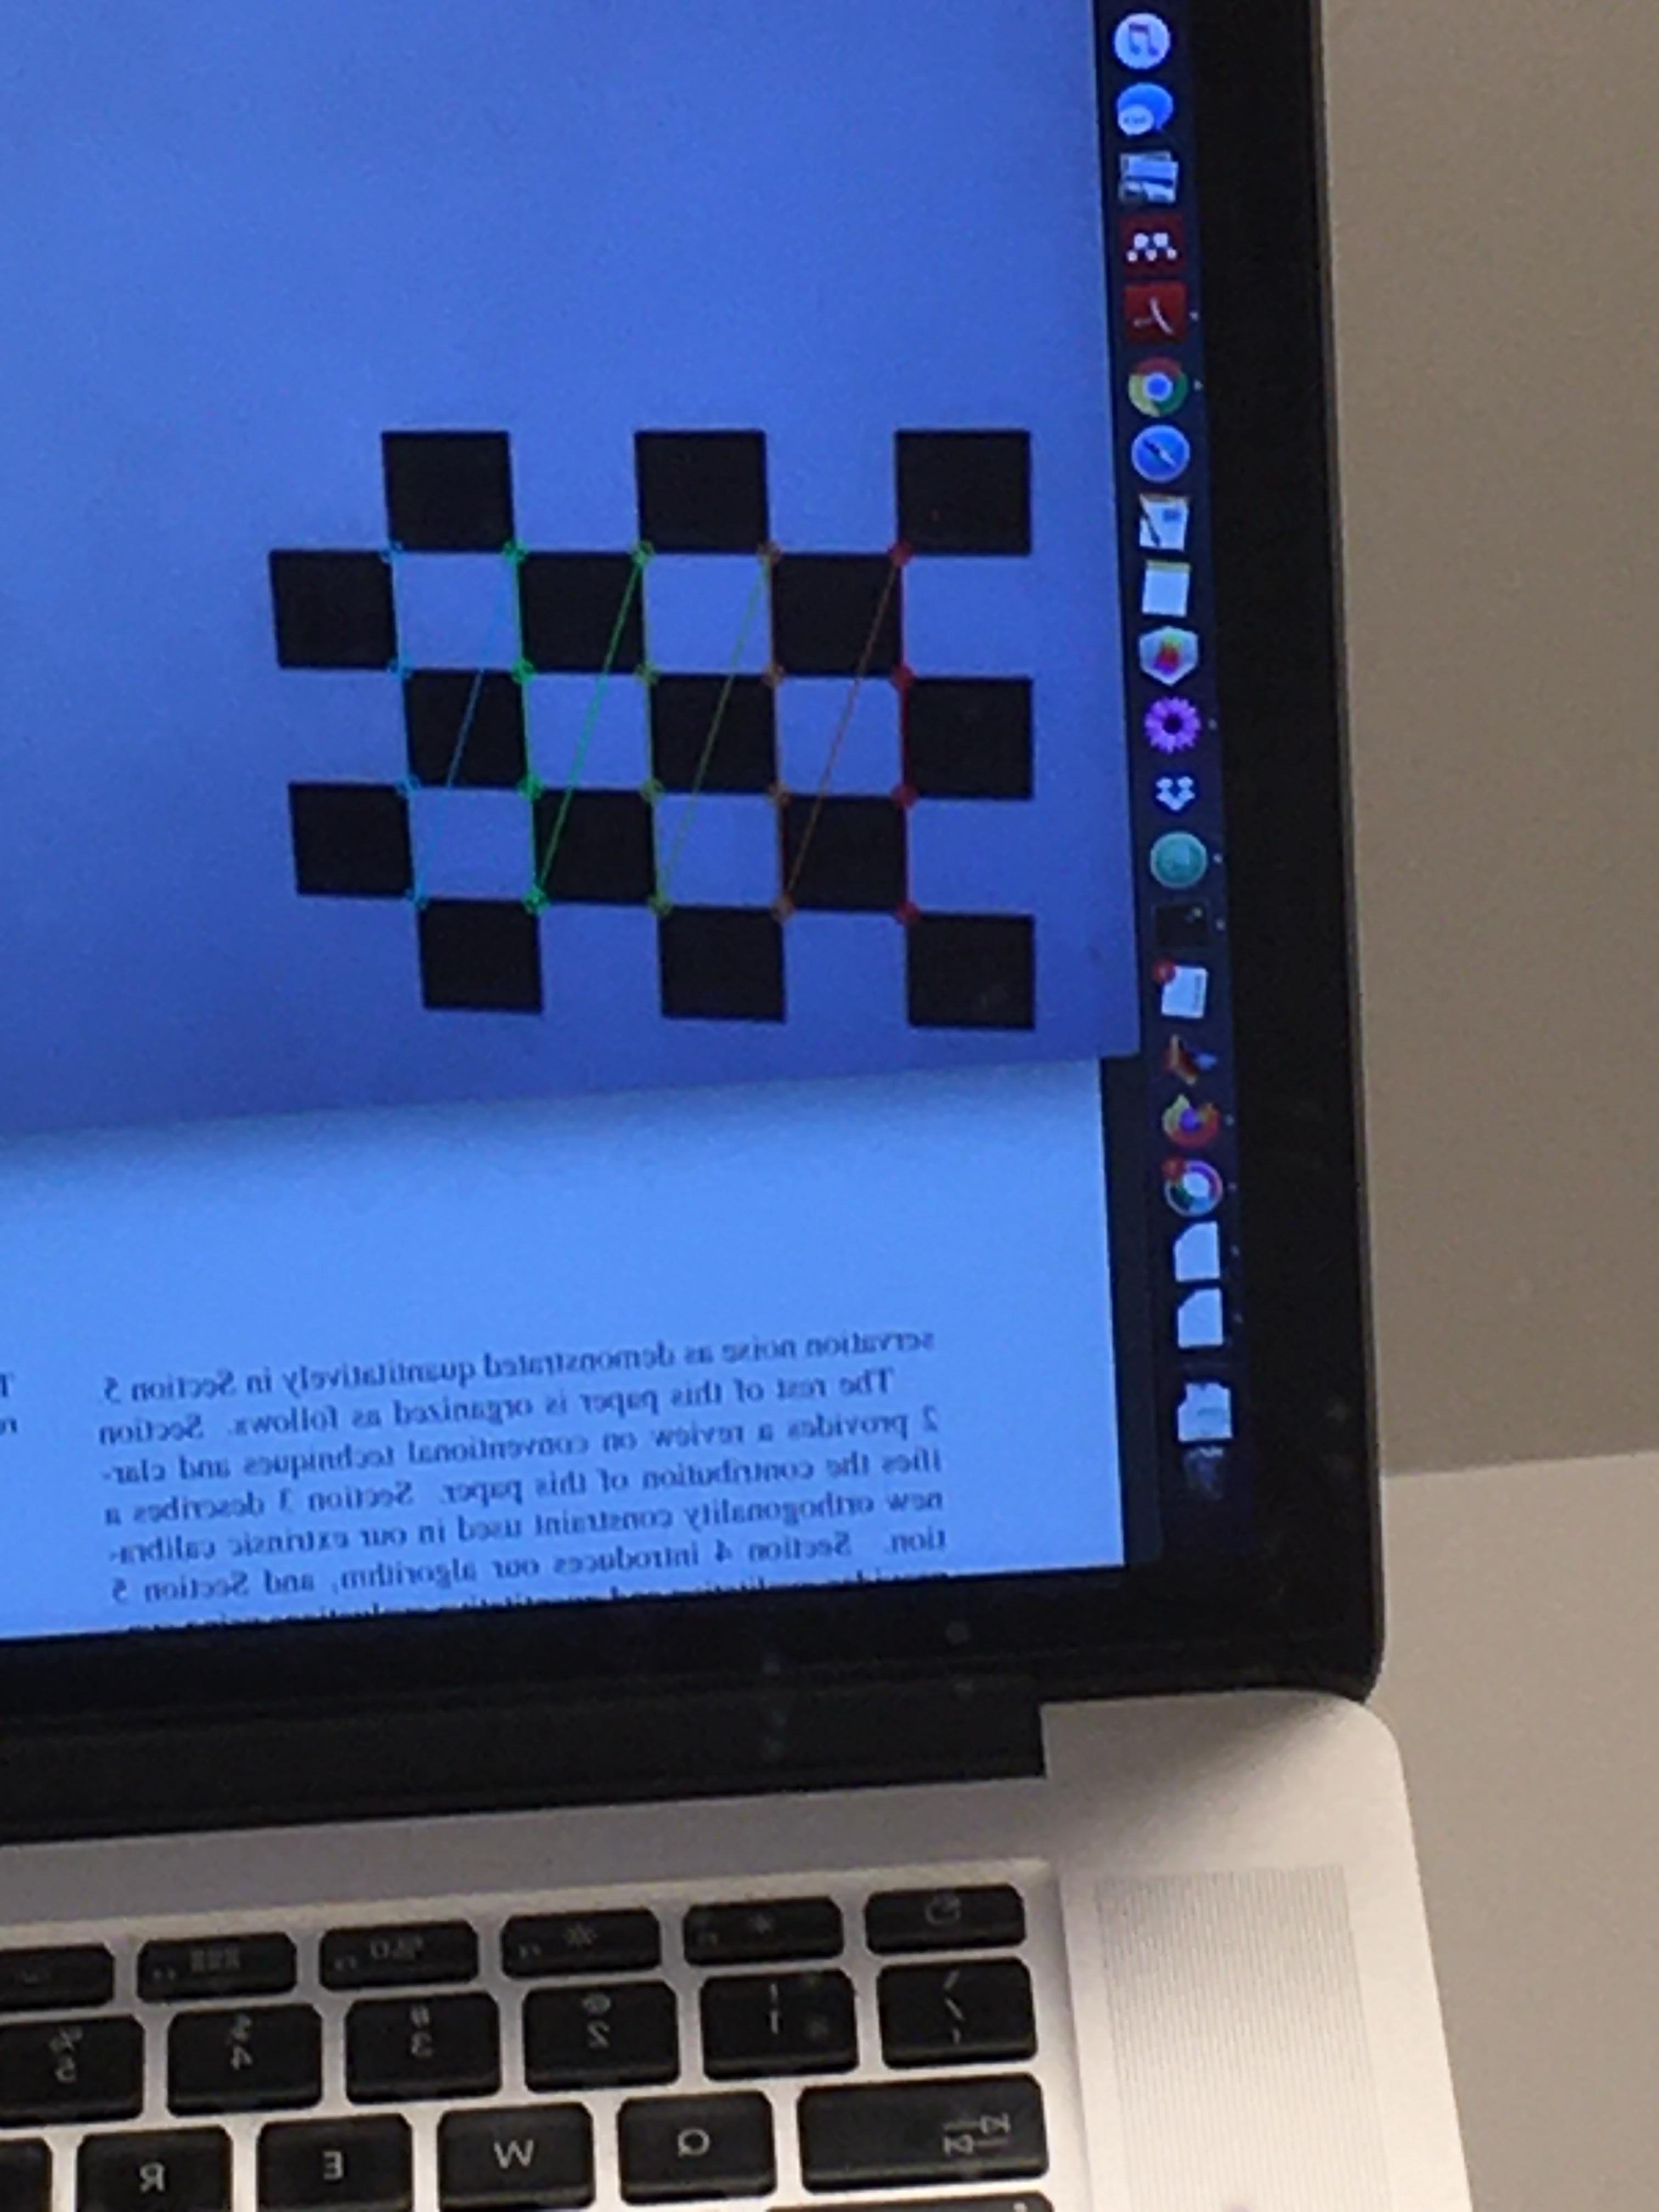 servation noise as demonstrated quantitatively in Section 5
The rest of this paper is organized as follows. Section
2 provides a review on conventional techniques and clar-
ifies the contribution of this paper. Section 3 describes a
new orthogonality constraint used in our extrinsic calibra-
tion. Section 4 introduces our algorithm, and Section 5
Q
W
E
R